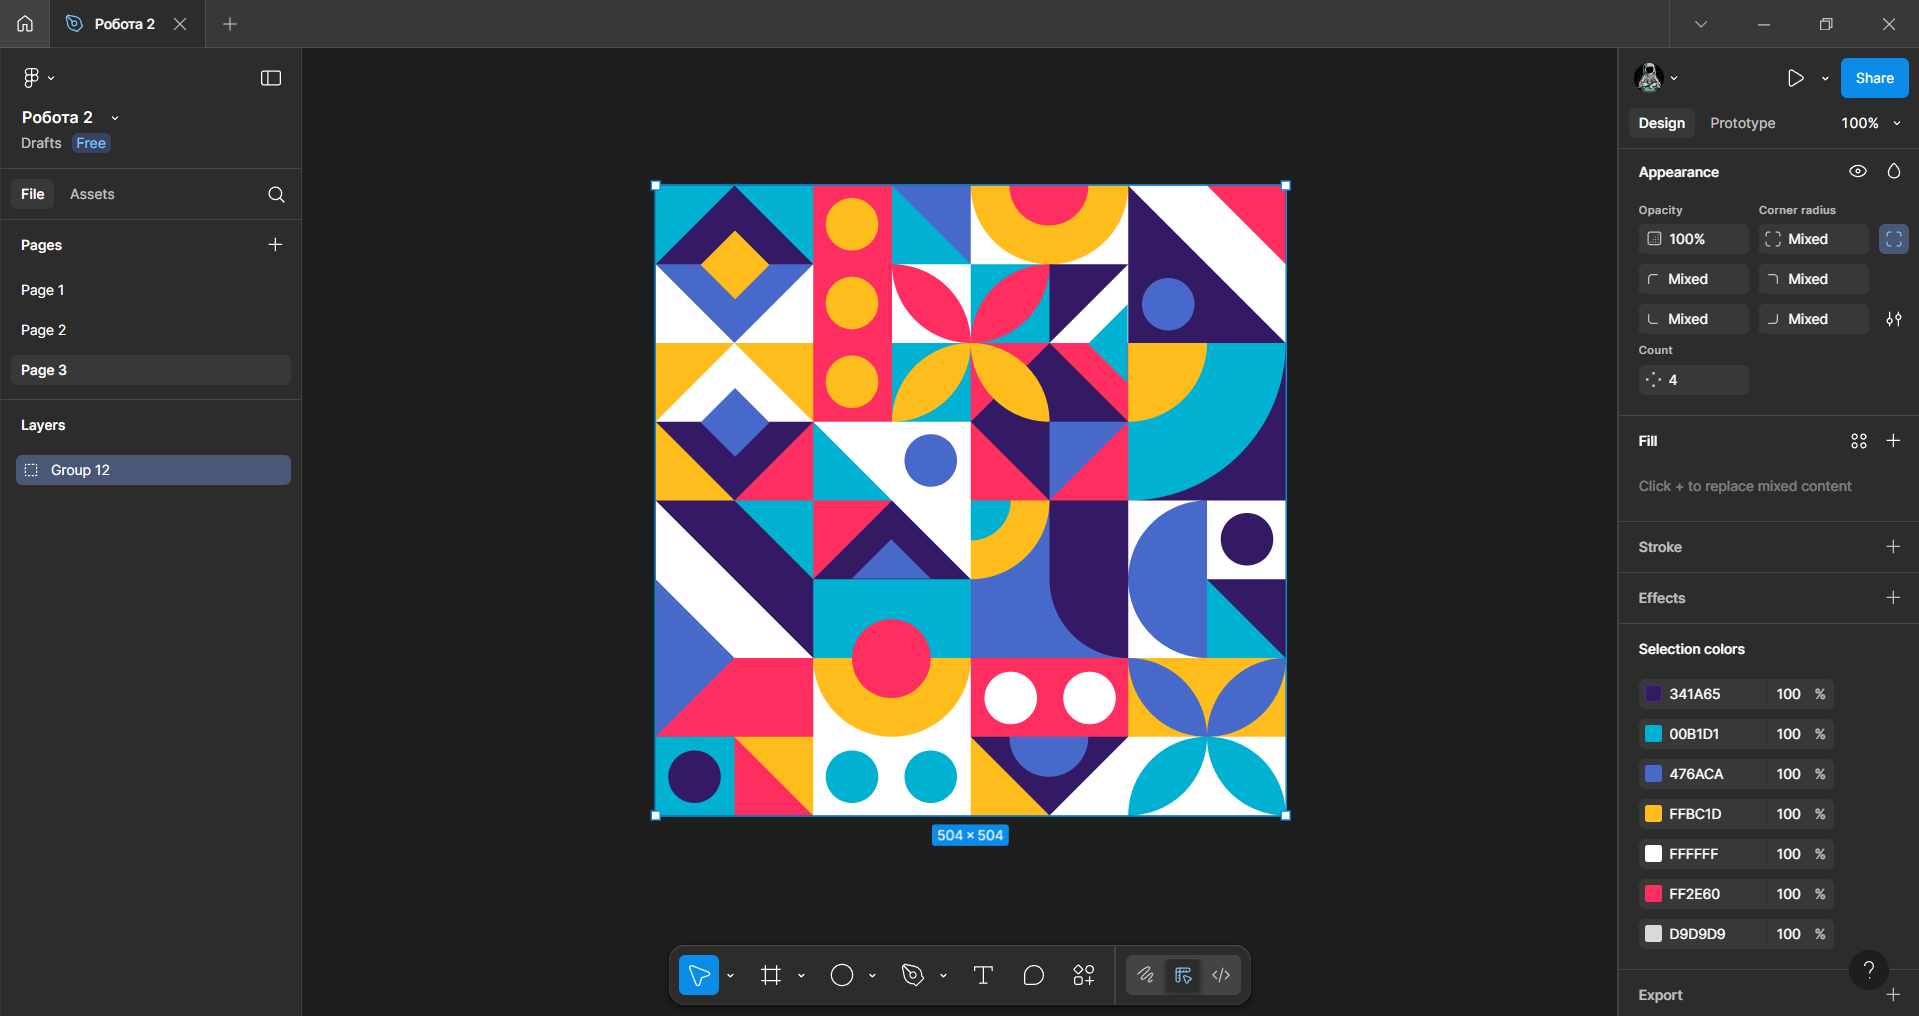 Робота 2
Робота 2
Drafts Free
File Assets
Pages
Page 1
Page 2
Page 3
Layers
Group 12
504 × 504
Share
Design Prototype 100%
Appearance
Opacity Corner radius
100% Mixed
Mixed Mixed
Mixed Mixed
Count
4
Fill
Click + to replace mixed content
Stroke
Effects
Selection colors
341A65 100 %
00B1D1 100 %
476ACA 100 %
FFBC1D 100 %
FFFFFF 100 %
FF2E60 100 %
D9D9D9 100 %
?
Export